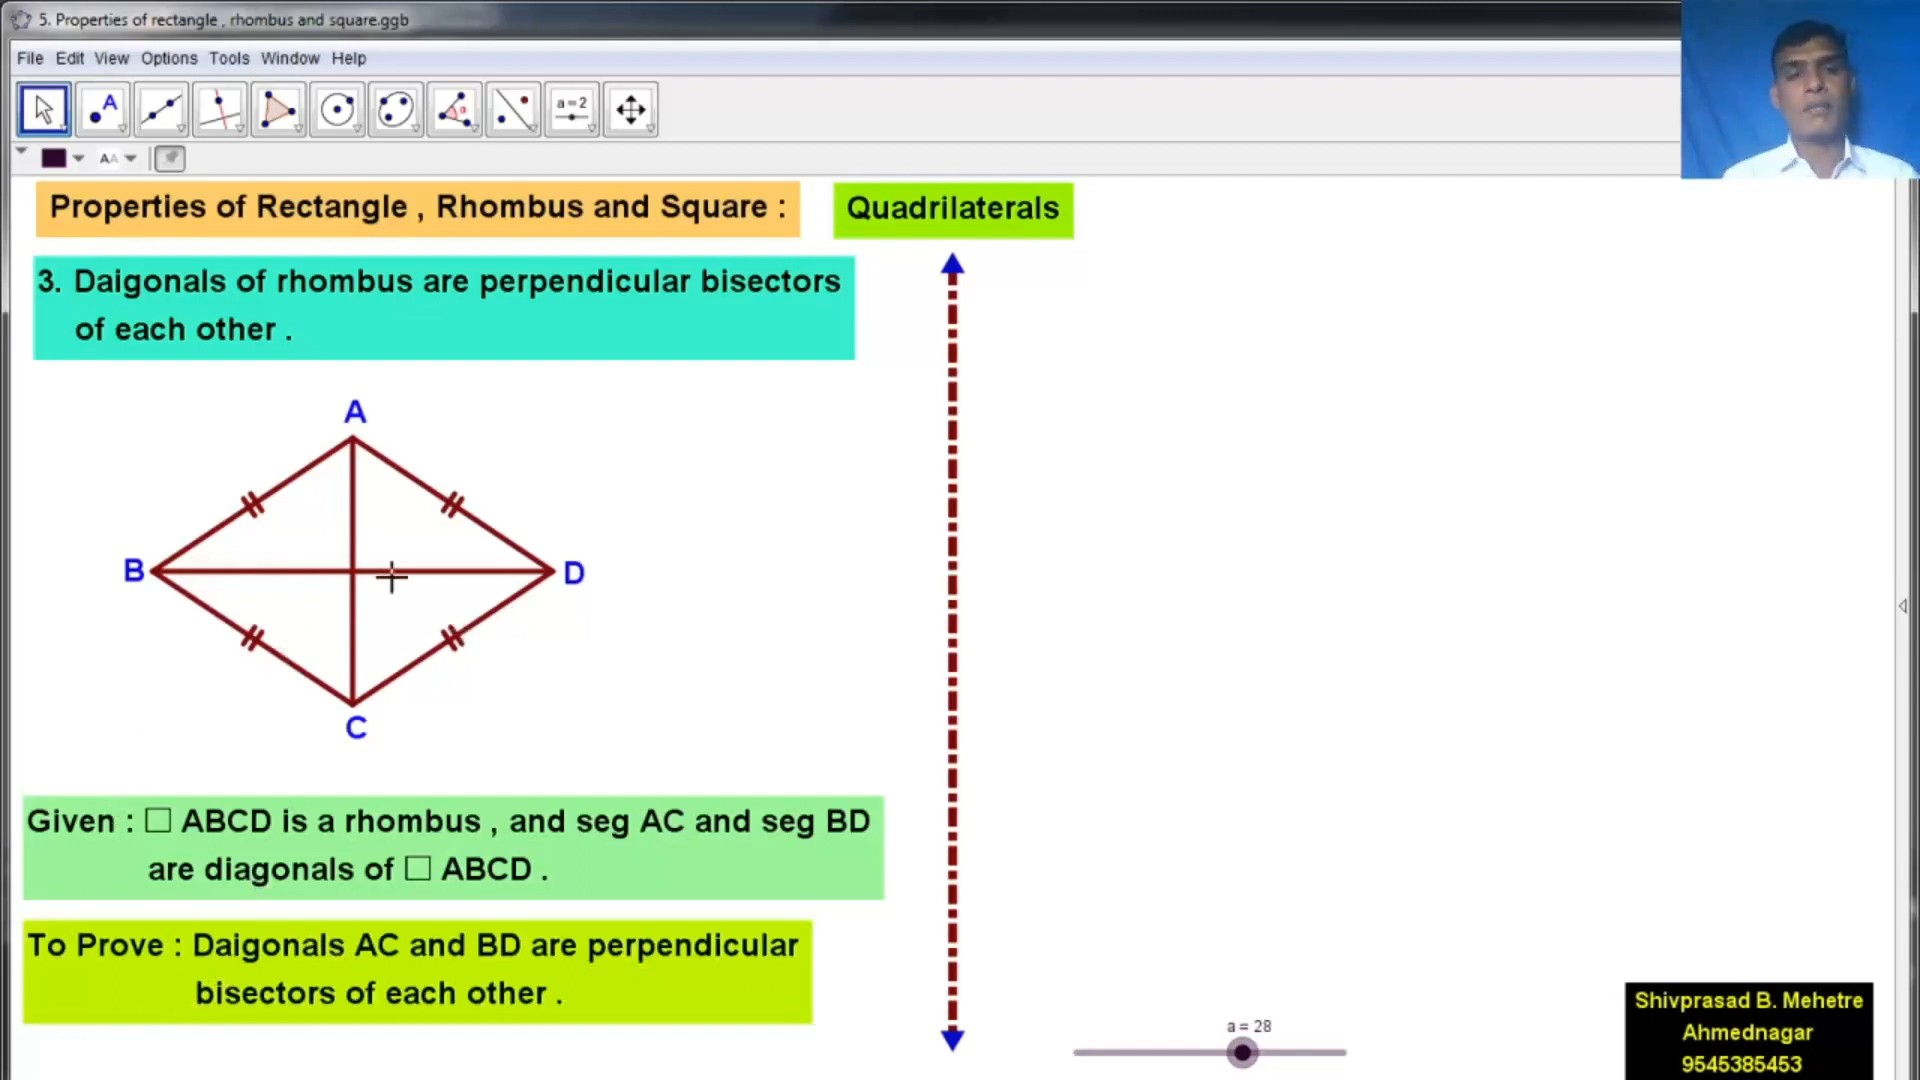 5. Properties of rectangle , rhombus and square.ggb
File Edit View Options Tools Window Help
A
a = 2
AA
Properties of Rectangle , Rhombus and Square :
Quadrilaterals
3. Daigonals of rhombus are perpendicular bisectors
of each other .
A
B
D
C
Given : □ ABCD is a rhombus , and seg AC and seg BD
are diagonals of □ ABCD .
To Prove : Daigonals AC and BD are perpendicular
bisectors of each other .
a = 28
Shivprasad B. Mehetre
Ahmednagar
9545385453